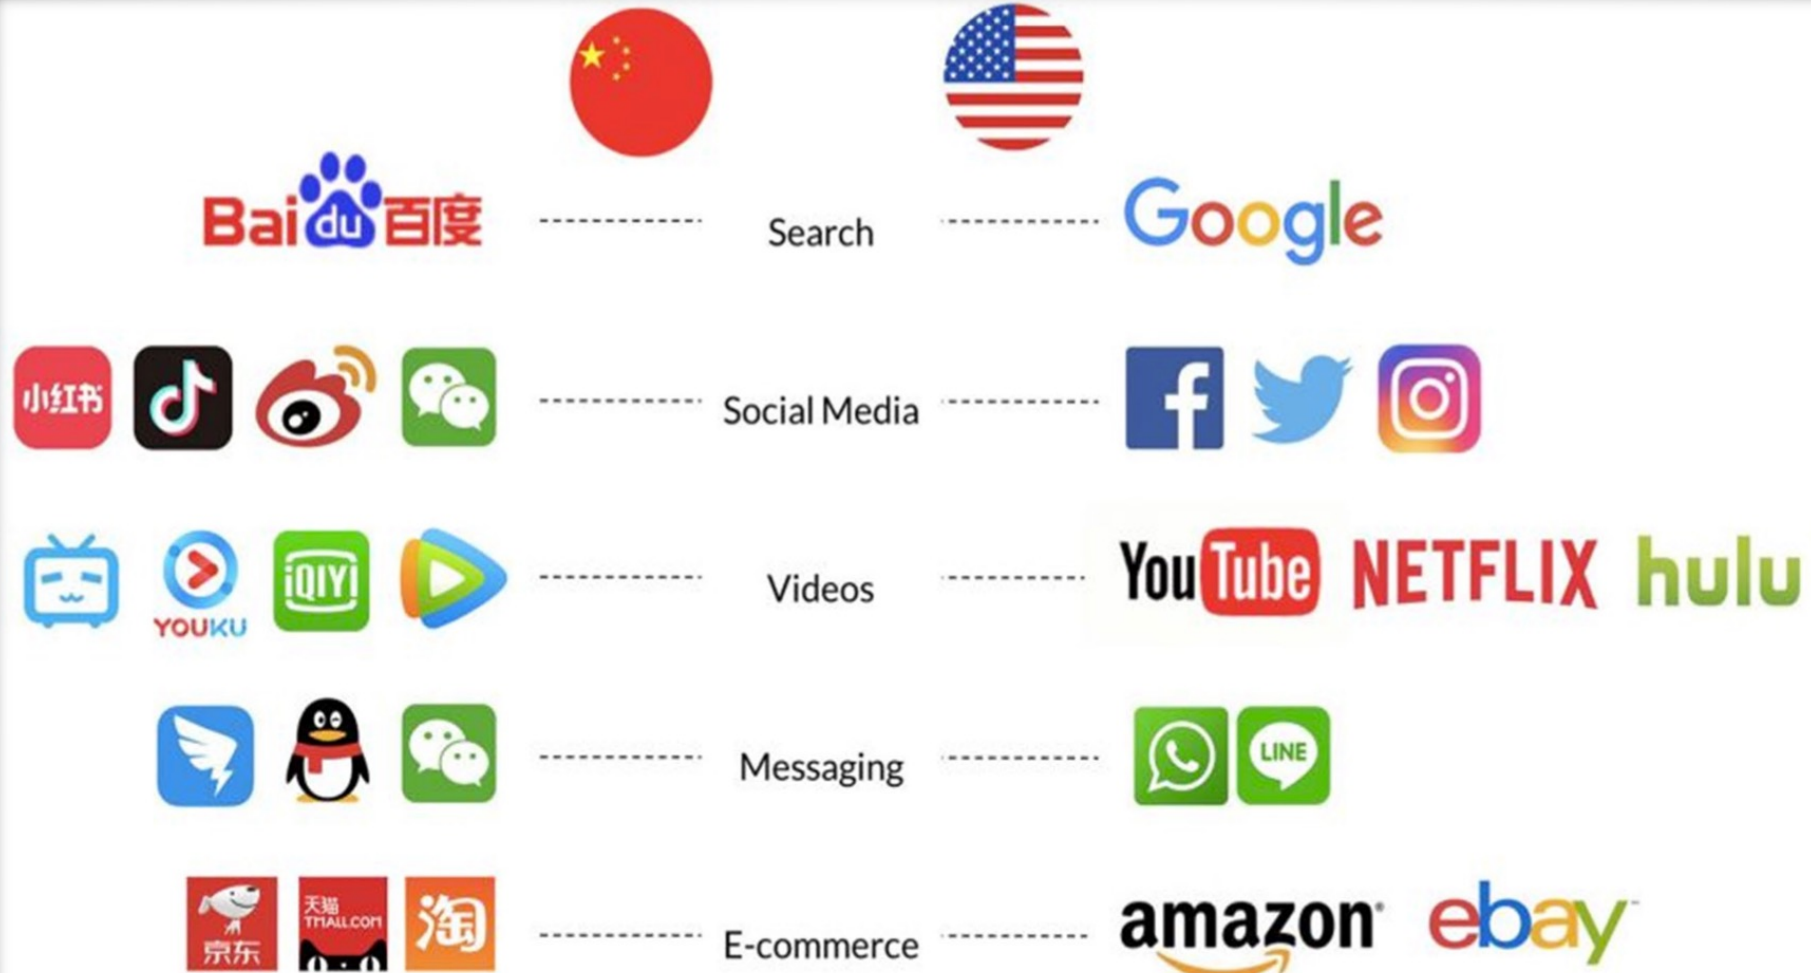 Bai du 百度
Search
Google
小红书
Social Media
f
YOUKU
iQIYI
Videos
YouTube
NETFLIX
hulu
Messaging
LINE
京东
天猫
TMALL.COM
淘
E-commerce
amazon®
ebay™